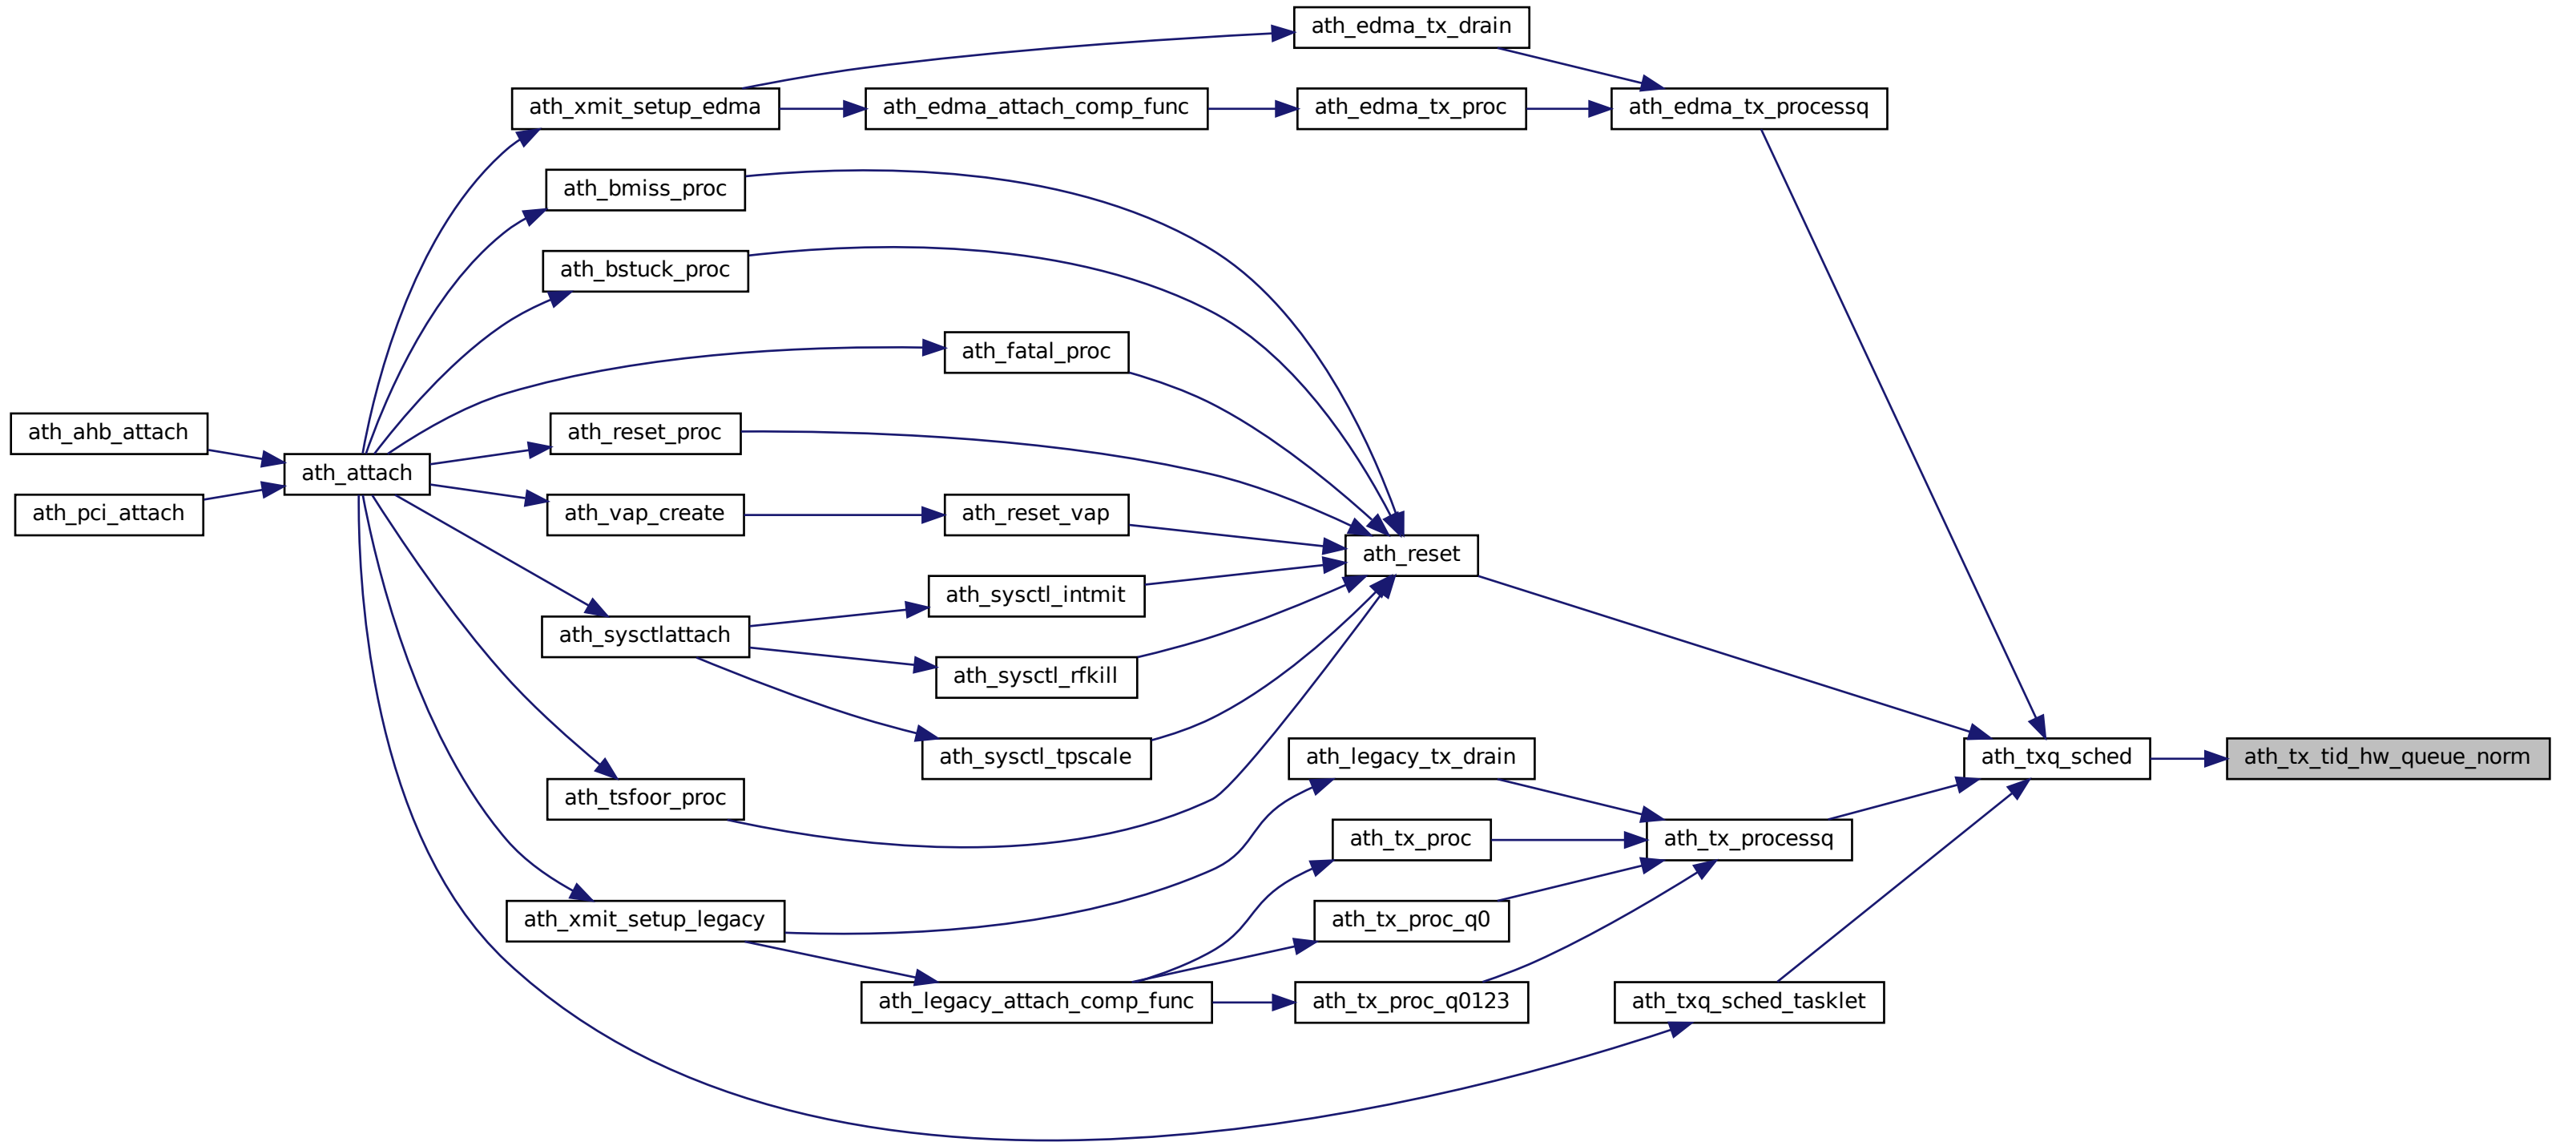 ath_edma_tx_drain
ath_xmit_setup_edma
ath_edma_attach_comp_func
ath_edma_tx_proc
ath_edma_tx_processq
ath_bmiss_proc
ath_bstuck_proc
ath_fatal_proc
ath_ahb_attach
ath_reset_proc
ath_attach
ath_pci_attach
ath_vap_create
ath_reset_vap
ath_reset
ath_sysctl_intmit
ath_sysctlattach
ath_sysctl_rfkill
ath_sysctl_tpscale
ath_legacy_tx_drain
ath_txq_sched
ath_tx_tid_hw_queue_norm
ath_tsfoor_proc
ath_tx_proc
ath_tx_processq
ath_xmit_setup_legacy
ath_tx_proc_q0
ath_legacy_attach_comp_func
ath_tx_proc_q0123
ath_txq_sched_tasklet